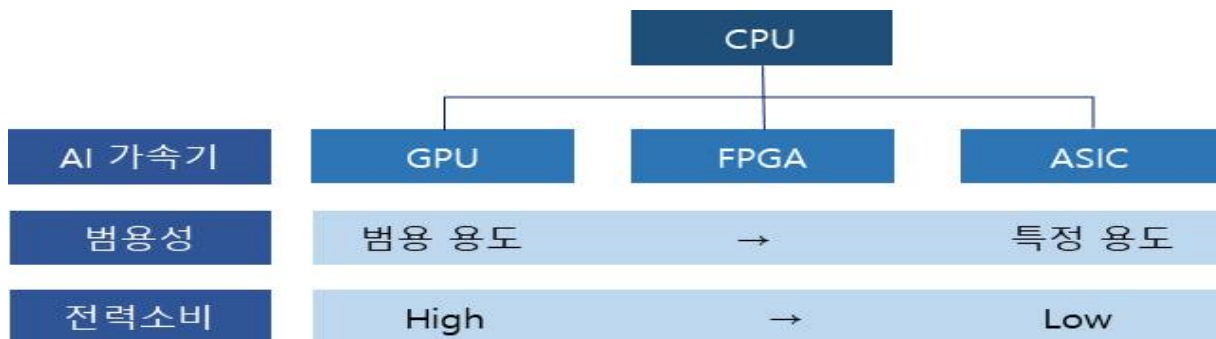 CPU
AI 가속기 GPU FPGA ASIC
범용성 범용 용도 → 특정 용도
전력소비 High → Low